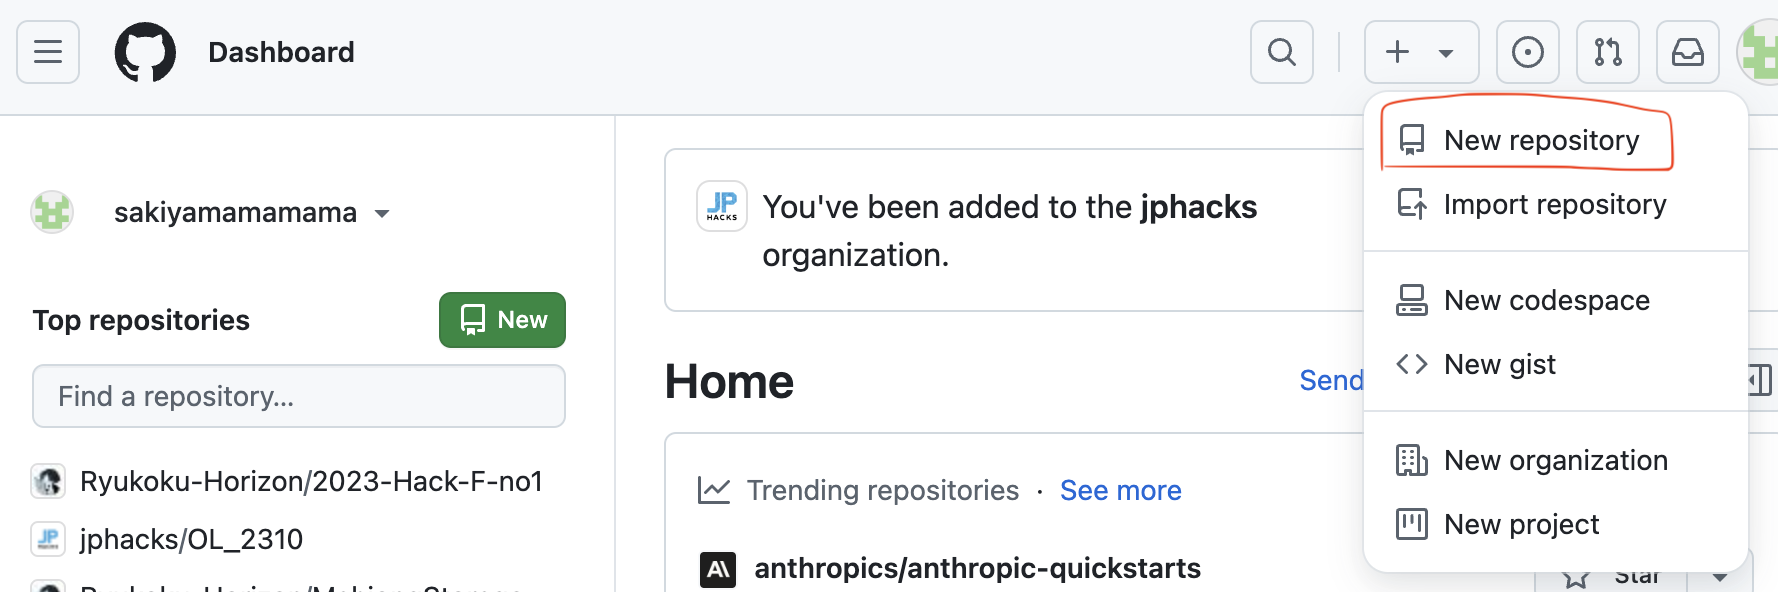 Dashboard
New repository
Import repository
New codespace
New gist
New organization
New project
sakiyamamamama
Top repositories
New
Find a repository...
Ryukoku-Horizon/2023-Hack-F-no1
jphacks/OL_2310
JP
HACKS
You've been added to the jphacks
organization.
Home
Send
Trending repositories · See more
anthropics/anthropic-quickstarts
Star